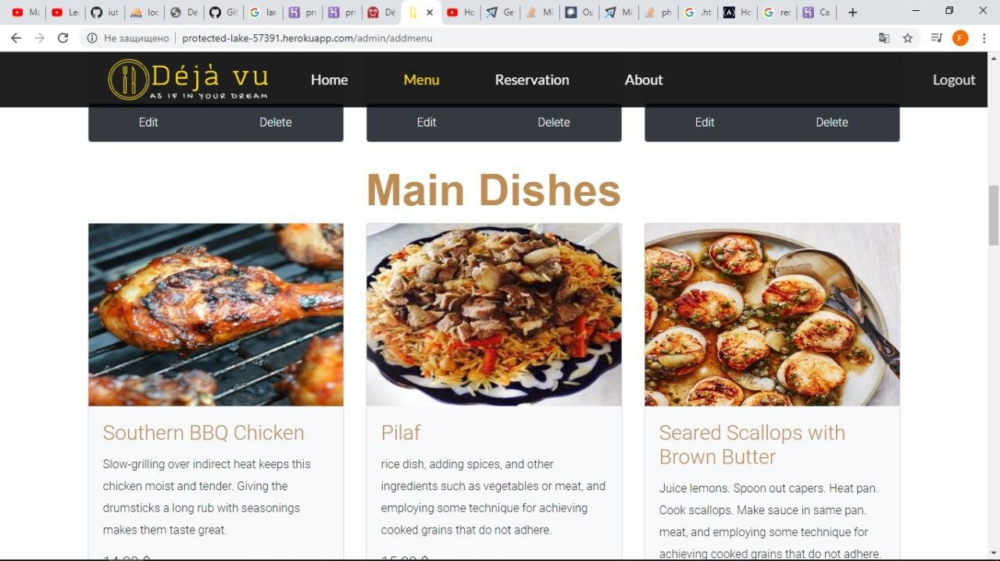 Ma
Le
iut
loc
Dé
Git
lar
pro
pro
Dé
Ho
Ge
Mi
Ou
Mi
ph
.ht
Ho
rec
Ca
Не защищено
protected-lake-57391.herokuapp.com/admin/addmenu
F
Déjà vu
AS IF IN YOUR DREAM
Home
Menu
Reservation
About
Logout
Edit
Delete
Edit
Delete
Edit
Delete
Main Dishes
Southern BBQ Chicken
Slow-grilling over indirect heat keeps this
chicken moist and tender. Giving the
drumsticks a long rub with seasonings
makes them taste great.
Pilaf
rice dish, adding spices, and other
ingredients such as vegetables or meat, and
employing some technique for achieving
cooked grains that do not adhere.
Seared Scallops with
Brown Butter
Juice lemons. Spoon out capers. Heat pan.
Cook scallops. Make sauce in same pan.
meat, and employing some technique for
achieving cooked grains that do not adhere.